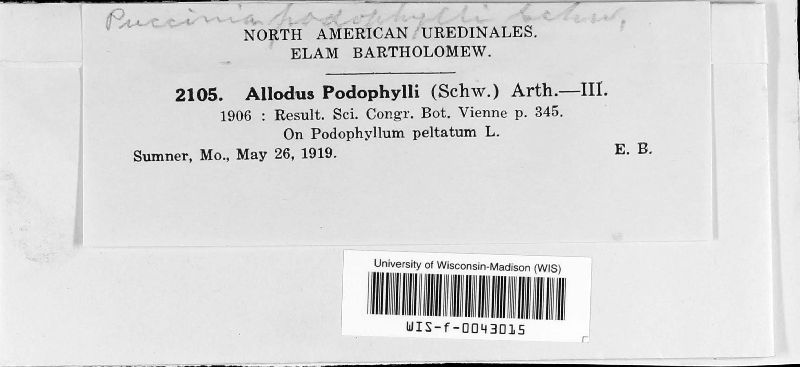 Puccinia podophylli Schw.
NORTH AMERICAN UREDINALES.
ELAM BARTHOLOMEW.
2105. Allodus Podophylli (Schw.) Arth.—III.
1906 : Result. Sci. Congr. Bot. Vienne p. 345.
On Podophyllum peltatum L.
Sumner, Mo., May 26, 1919. E. B.
University of Wisconsin-Madison (WIS)
WIS-f-0043015